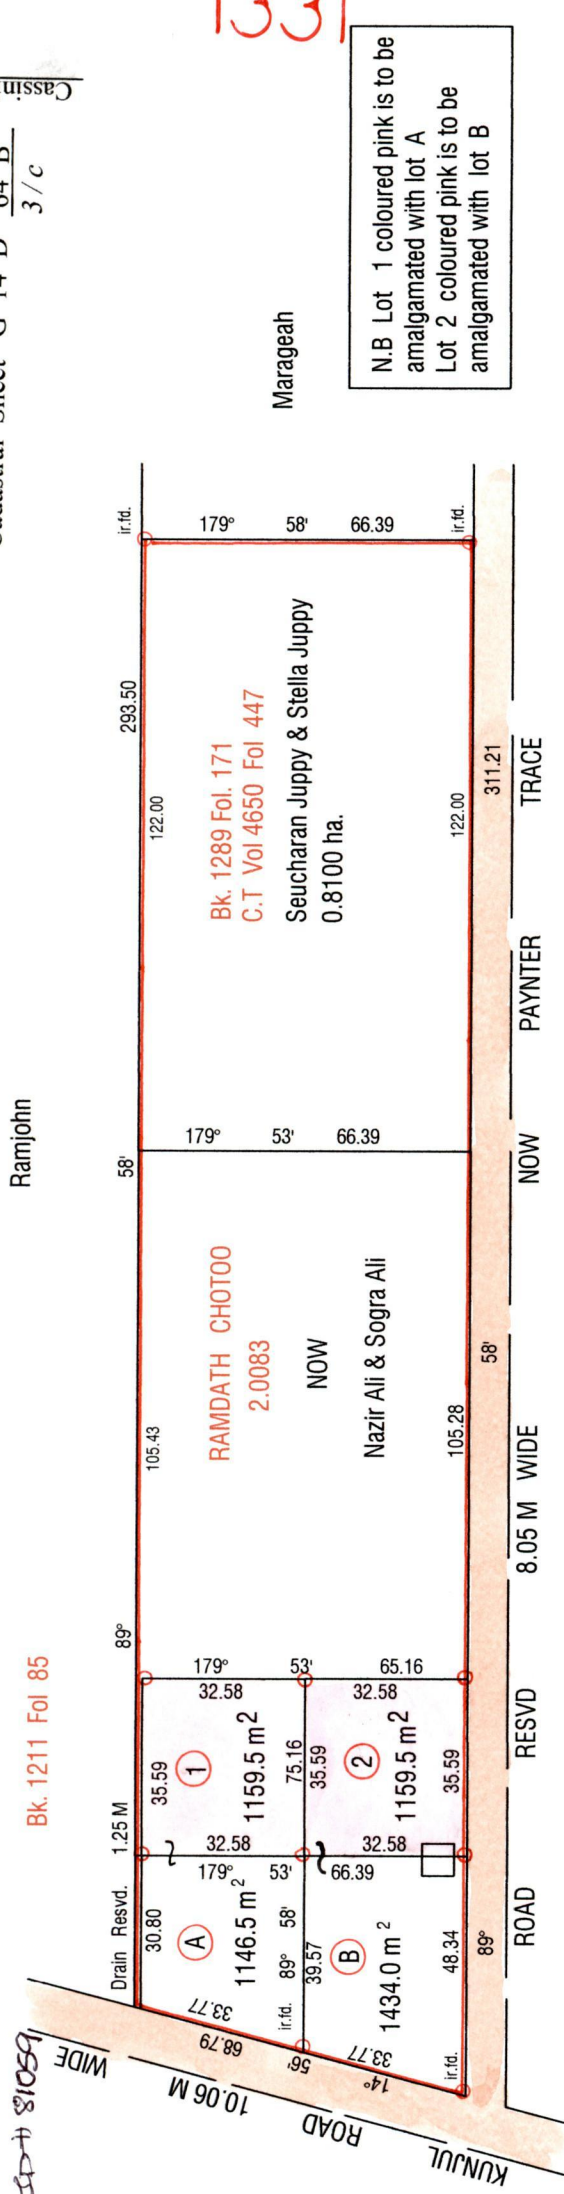 1331
Cassin
3 / c
N.B Lot 1 coloured pink is to be
amalgamated with lot A
Lot 2 coloured pink is to be
amalgamated with lot B
Bk. 1211 Fol 85
Ramjohn
Marageah
Drain Resvd. 1.25 M
89°
58'
293.50
ir.fd.
30.80
35.59
105.43
122.00
A
1146.5 m²
33.77
68.79
32.58
179°
53'
66.39
1
1159.5 m²
32.58
179°
53'
65.16
75.16
35.59
ir.fd.
89° 58'
39.57
56'
B
1434.0 m²
33.77
14°
32.58
2
1159.5 m²
32.58
35.59
48.34
ir.fd.
RAMDATH CHOTOO
2.0083
NOW
Nazir Ali & Sogra Ali
105.28
179° 53' 66.39
Bk. 1289 Fol. 171
C.T Vol 4650 Fol 447
Seucharan Juppy & Stella Juppy
0.8100 ha.
122.00
179° 58' 66.39
ir.fd.
89°
58'
311.21
ROAD RESVD 8.05 M WIDE NOW PAYNTER TRACE
KUNJUL ROAD 10.06 M WIDE
81059